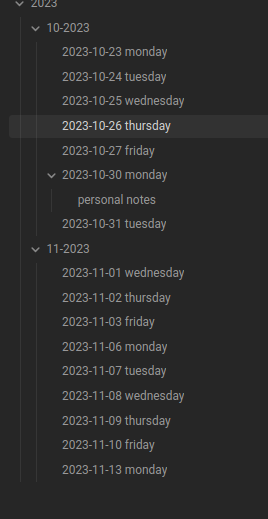 2023
10-2023
2023-10-23 monday
2023-10-24 tuesday
2023-10-25 wednesday
2023-10-26 thursday
2023-10-27 friday
2023-10-30 monday
personal notes
2023-10-31 tuesday
11-2023
2023-11-01 wednesday
2023-11-02 thursday
2023-11-03 friday
2023-11-06 monday
2023-11-07 tuesday
2023-11-08 wednesday
2023-11-09 thursday
2023-11-10 friday
2023-11-13 monday